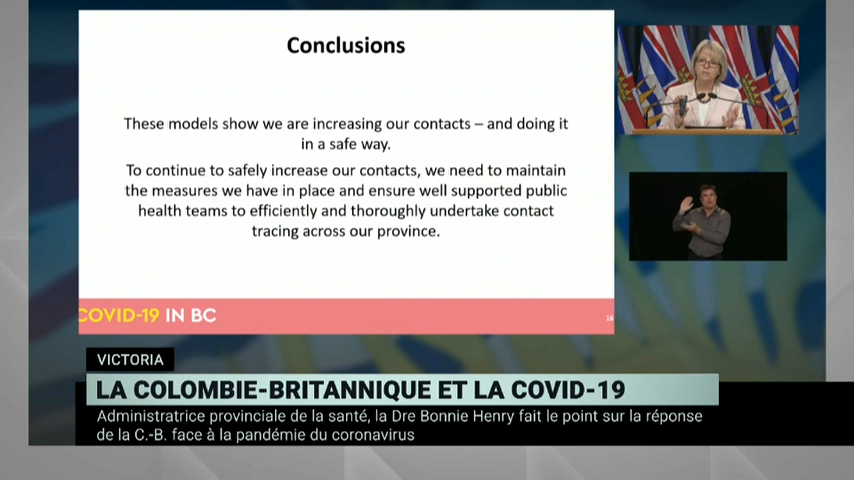 Conclusions
These models show we are increasing our contacts – and doing it
in a safe way.
To continue to safely increase our contacts, we need to maintain
the measures we have in place and ensure well supported public
health teams to efficiently and thoroughly undertake contact
tracing across our province.
COVID-19 IN BC
16
VICTORIA
LA COLOMBIE-BRITANNIQUE ET LA COVID-19
Administratrice provinciale de la santé, la Dre Bonnie Henry fait le point sur la réponse
de la C.-B. face à la pandémie du coronavirus